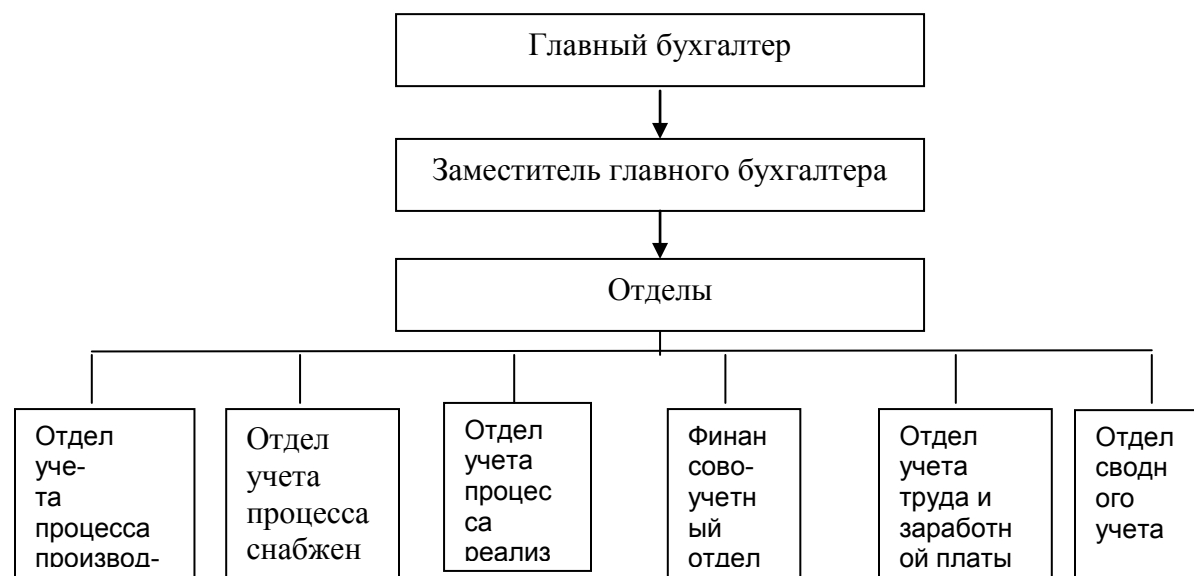 Главный бухгалтер
Заместитель главного бухгалтера
Отделы
Отдел
уче-
та
процесса
производ-
Отдел
учета
процесса
снабжен
Отдел
учета
процес
са
реализ
Финан
сово-
учетн
ый
отдел
Отдел
учета
труда и
заработн
ой платы
Отдел
сводн
ого
учета